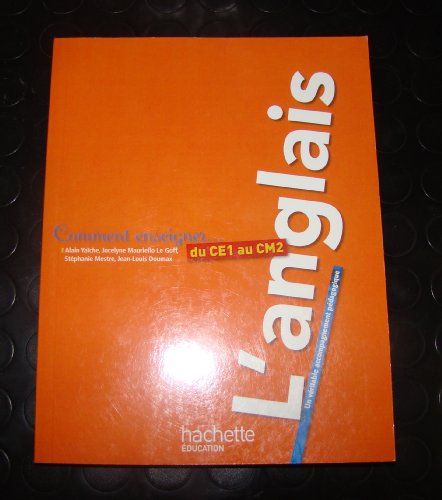 Comment enseigner...
Alain Yaïche, Jocelyne Mauriello Le Goff,
Stéphanie Mestre, Jean-Louis Doumax
du CE1 au CM2
L'anglais
Un véritable accompagnement pédagogique
hachette
ÉDUCATION